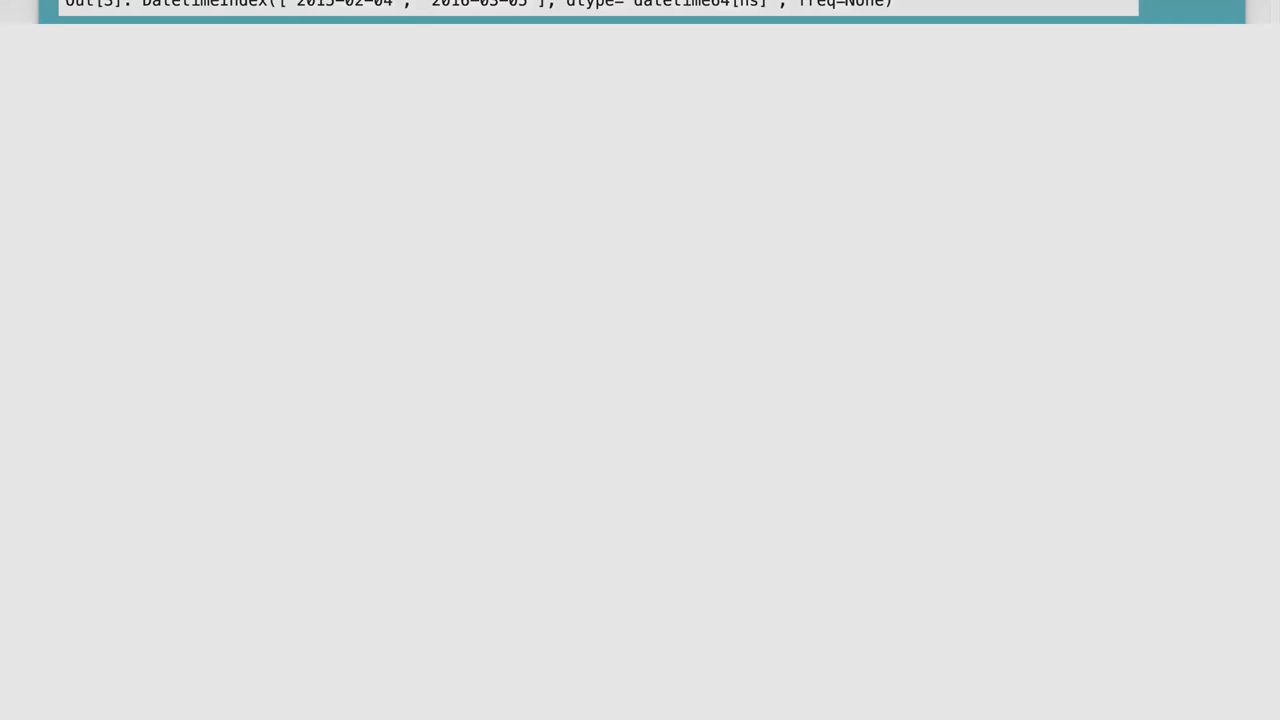 Out[3]: DatetimeIndex(['2015-02-04', '2016-03-05'], dtype='datetime64[ns]', freq=None)